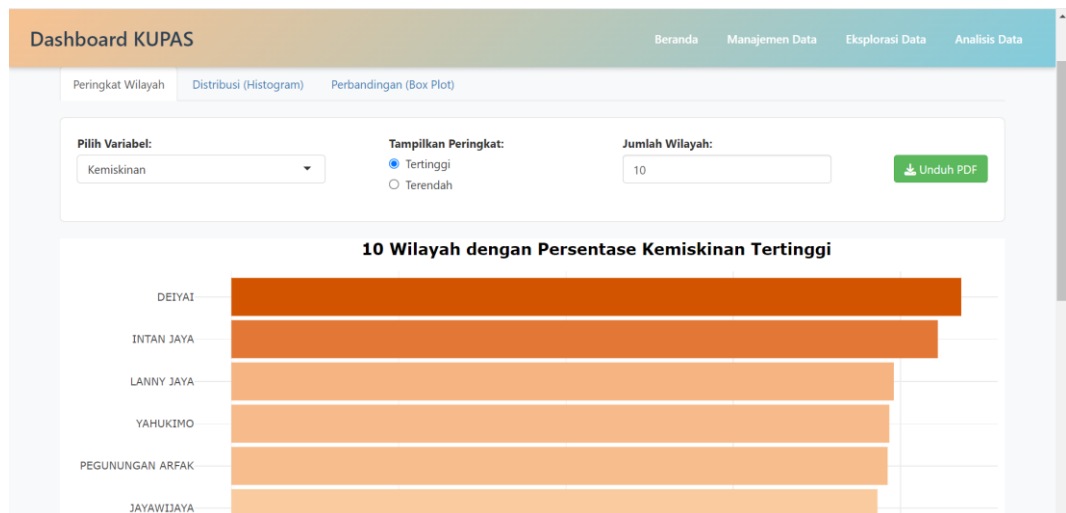 Dashboard KUPAS
Beranda Manajemen Data Eksplorasi Data Analisis Data
Peringkat Wilayah Distribusi (Histogram) Perbandingan (Box Plot)
Pilih Variabel: Tampilkan Peringkat: Jumlah Wilayah:
Kemiskinan Tertinggi 10 Unduh PDF
Terendah
10 Wilayah dengan Persentase Kemiskinan Tertinggi
DEIYAI
INTAN JAYA
LANNY JAYA
YAHUKIMO
PEGUNUNGAN ARFAK
JAYAWIJAYA